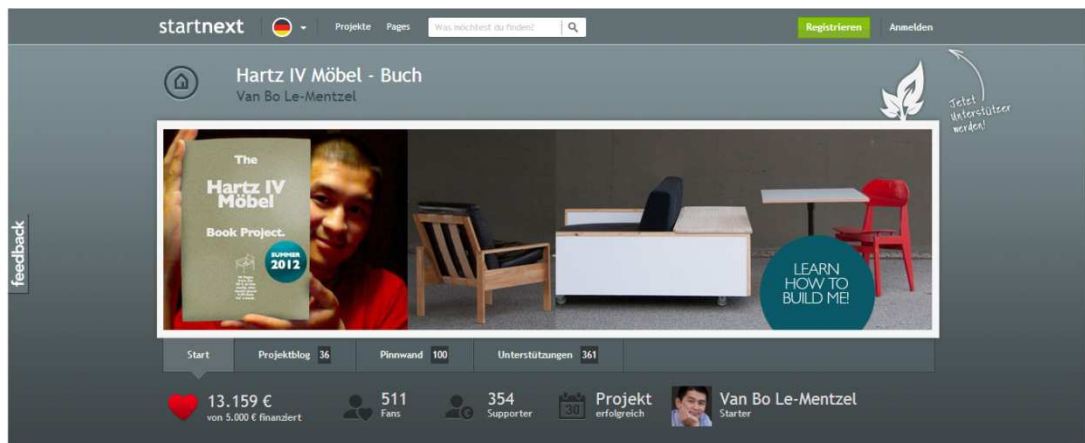 startnext
Projekte Pages Was möchtest du finden?
Registrieren Anmelden
Hartz IV Möbel - Buch
Van Bo Le-Mentzel
Jetzt
Unterstützer
werden!
The
Hartz IV
Möbel
Book Project.
SUMMER
2012
LEARN
HOW TO
BUILD ME!
feedback
Start Projektblog 36 Pinnwand 100 Unterstützungen 361
13.159 €
von 5.000 € finanziert
511
Fans
354
Supporter
30
Projekt
erfolgreich
Van Bo Le-Mentzel
Starter